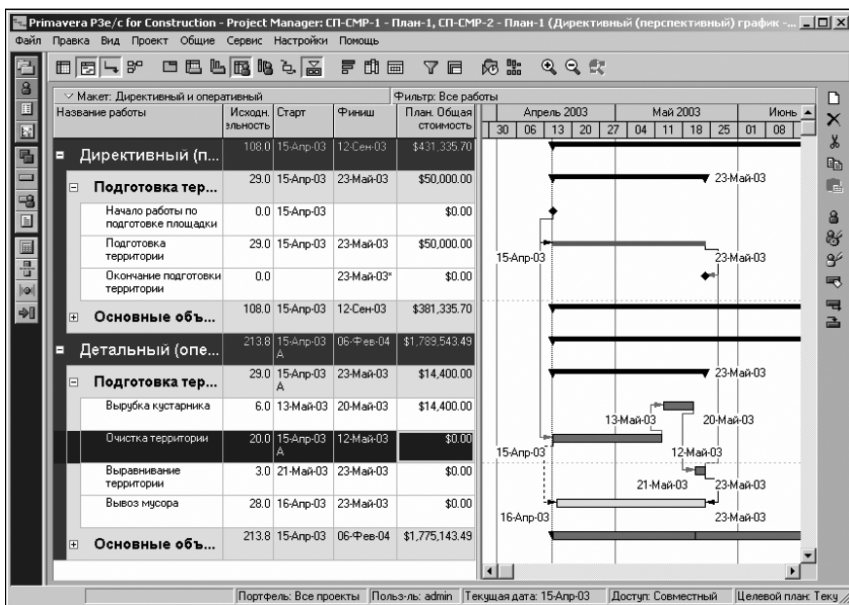 Primavera P3e/c for Construction - Project Manager: СП-СМР-1 - План-1, СП-СМР-2 - План-1 (Директивный (перспективный) график -...
Файл Правка Вид Проект Общие Сервис Настройки Помощь
Макет: Директивный и оперативный Фильтр: Все работы
Название работы Исходн. ельность Старт Финиш План. Общая стоимость
Апрель 2003 Май 2003 Июнь
30 06 13 20 27 04 11 18 25 01 08
Директивный (п... 108.0 15-Апр-03 12-Сен-03 $431,335.70
Подготовка тер... 29.0 15-Апр-03 23-Май-03 $50,000.00 23-Май-03
Начало работы по подготовке площадки 0.0 15-Апр-03 $0.00
Подготовка территории 29.0 15-Апр-03 23-Май-03 $50,000.00
15-Апр-03 23-Май-03
Окончание подготовки территории 0.0 23-Май-03* $0.00
Основные объ... 108.0 15-Апр-03 12-Сен-03 $381,335.70
Детальный (опе... 213.8 15-Апр-03 A 06-Фев-04 $1,789,543.49
Подготовка тер... 29.0 15-Апр-03 A 23-Май-03 $14,400.00 23-Май-03
Вырубка кустарника 6.0 13-Май-03 20-Май-03 $14,400.00
13-Май-03 20-Май-03
Очистка территории 20.0 15-Апр-03 A 12-Май-03 $0.00
15-Апр-03 12-Май-03
Выравнивание территории 3.0 21-Май-03 23-Май-03 $0.00
21-Май-03 23-Май-03
Вывоз мусора 28.0 16-Апр-03 23-Май-03 $0.00
16-Апр-03 23-Май-03
Основные объ... 213.8 15-Апр-03 06-Фев-04 $1,775,143.49
Портфель: Все проекты Польз-ль: admin Текущая дата: 15-Апр-03 Доступ: Совместный Целевой план: Теку